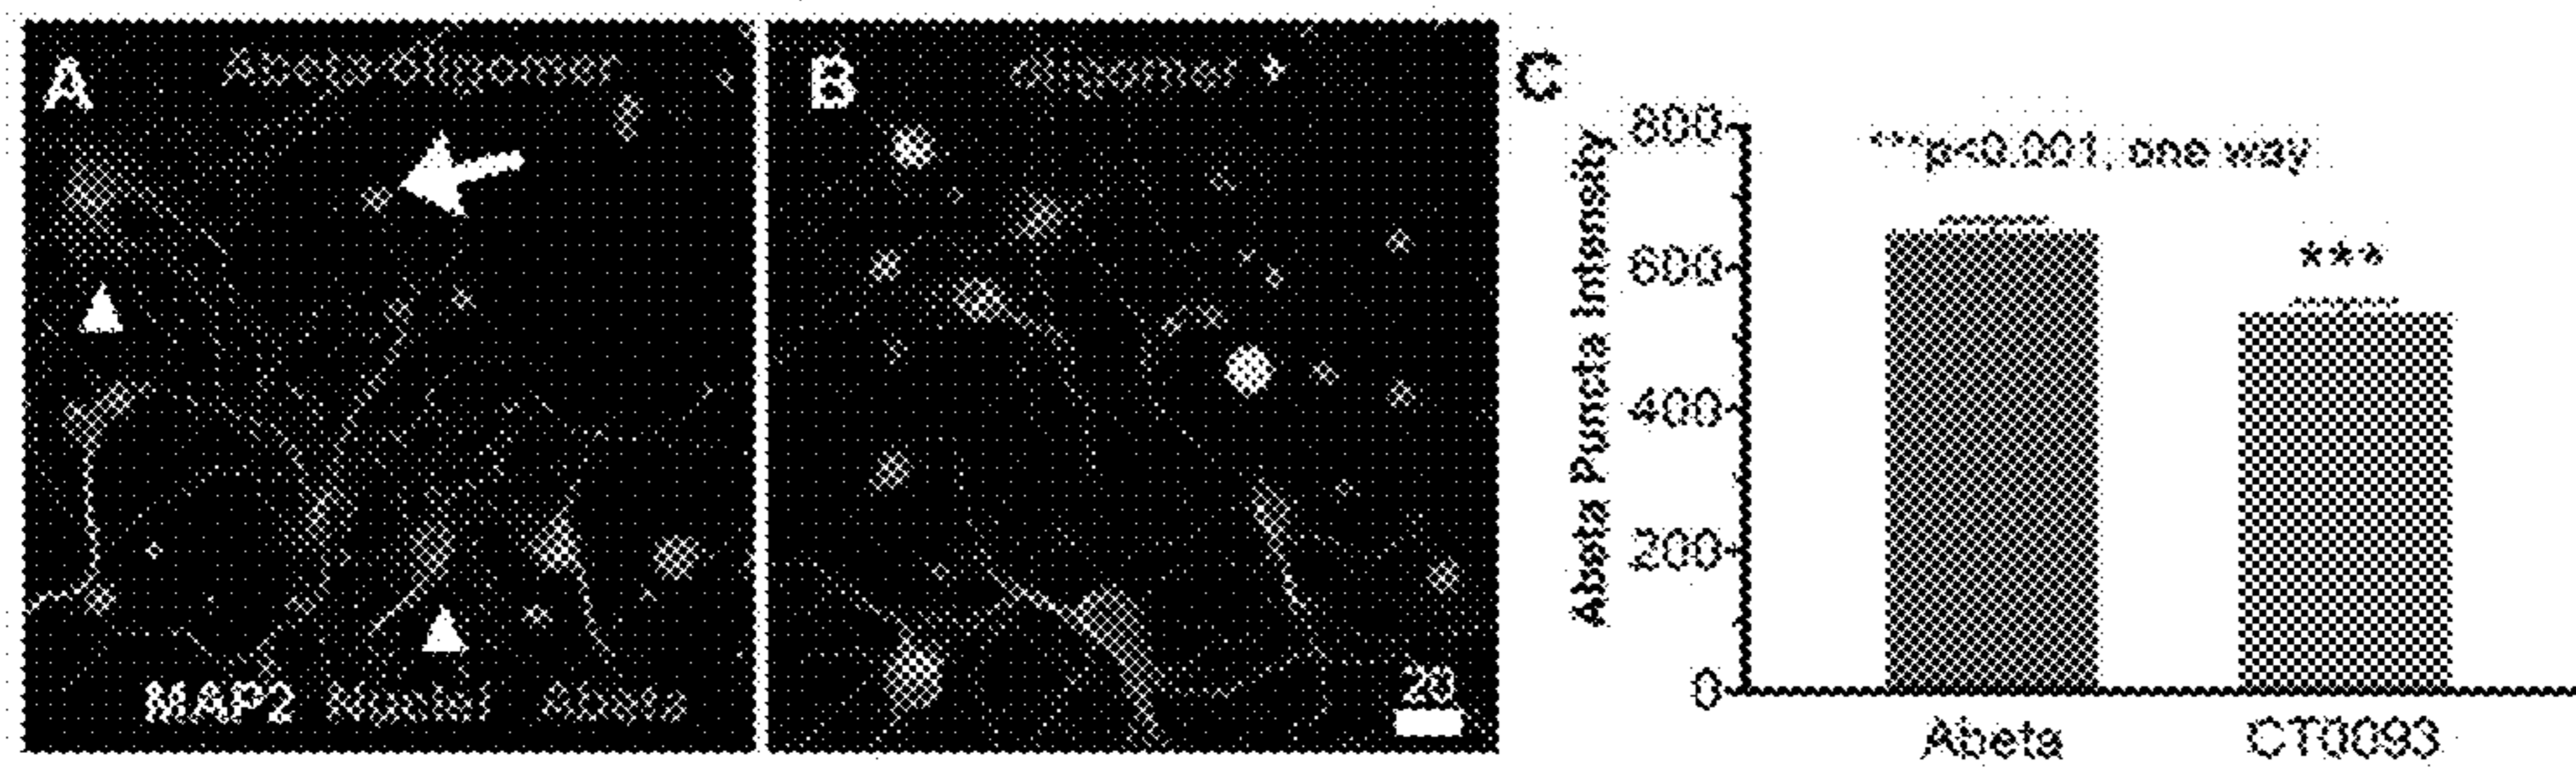 A
Abeta oligomer
MAP2 Nuclei Abeta
B
oligomer +
20
C
Abeta Puncta Intensity
800
600
400
200
0
***p<0.001, one way
***
Abeta
CT0093